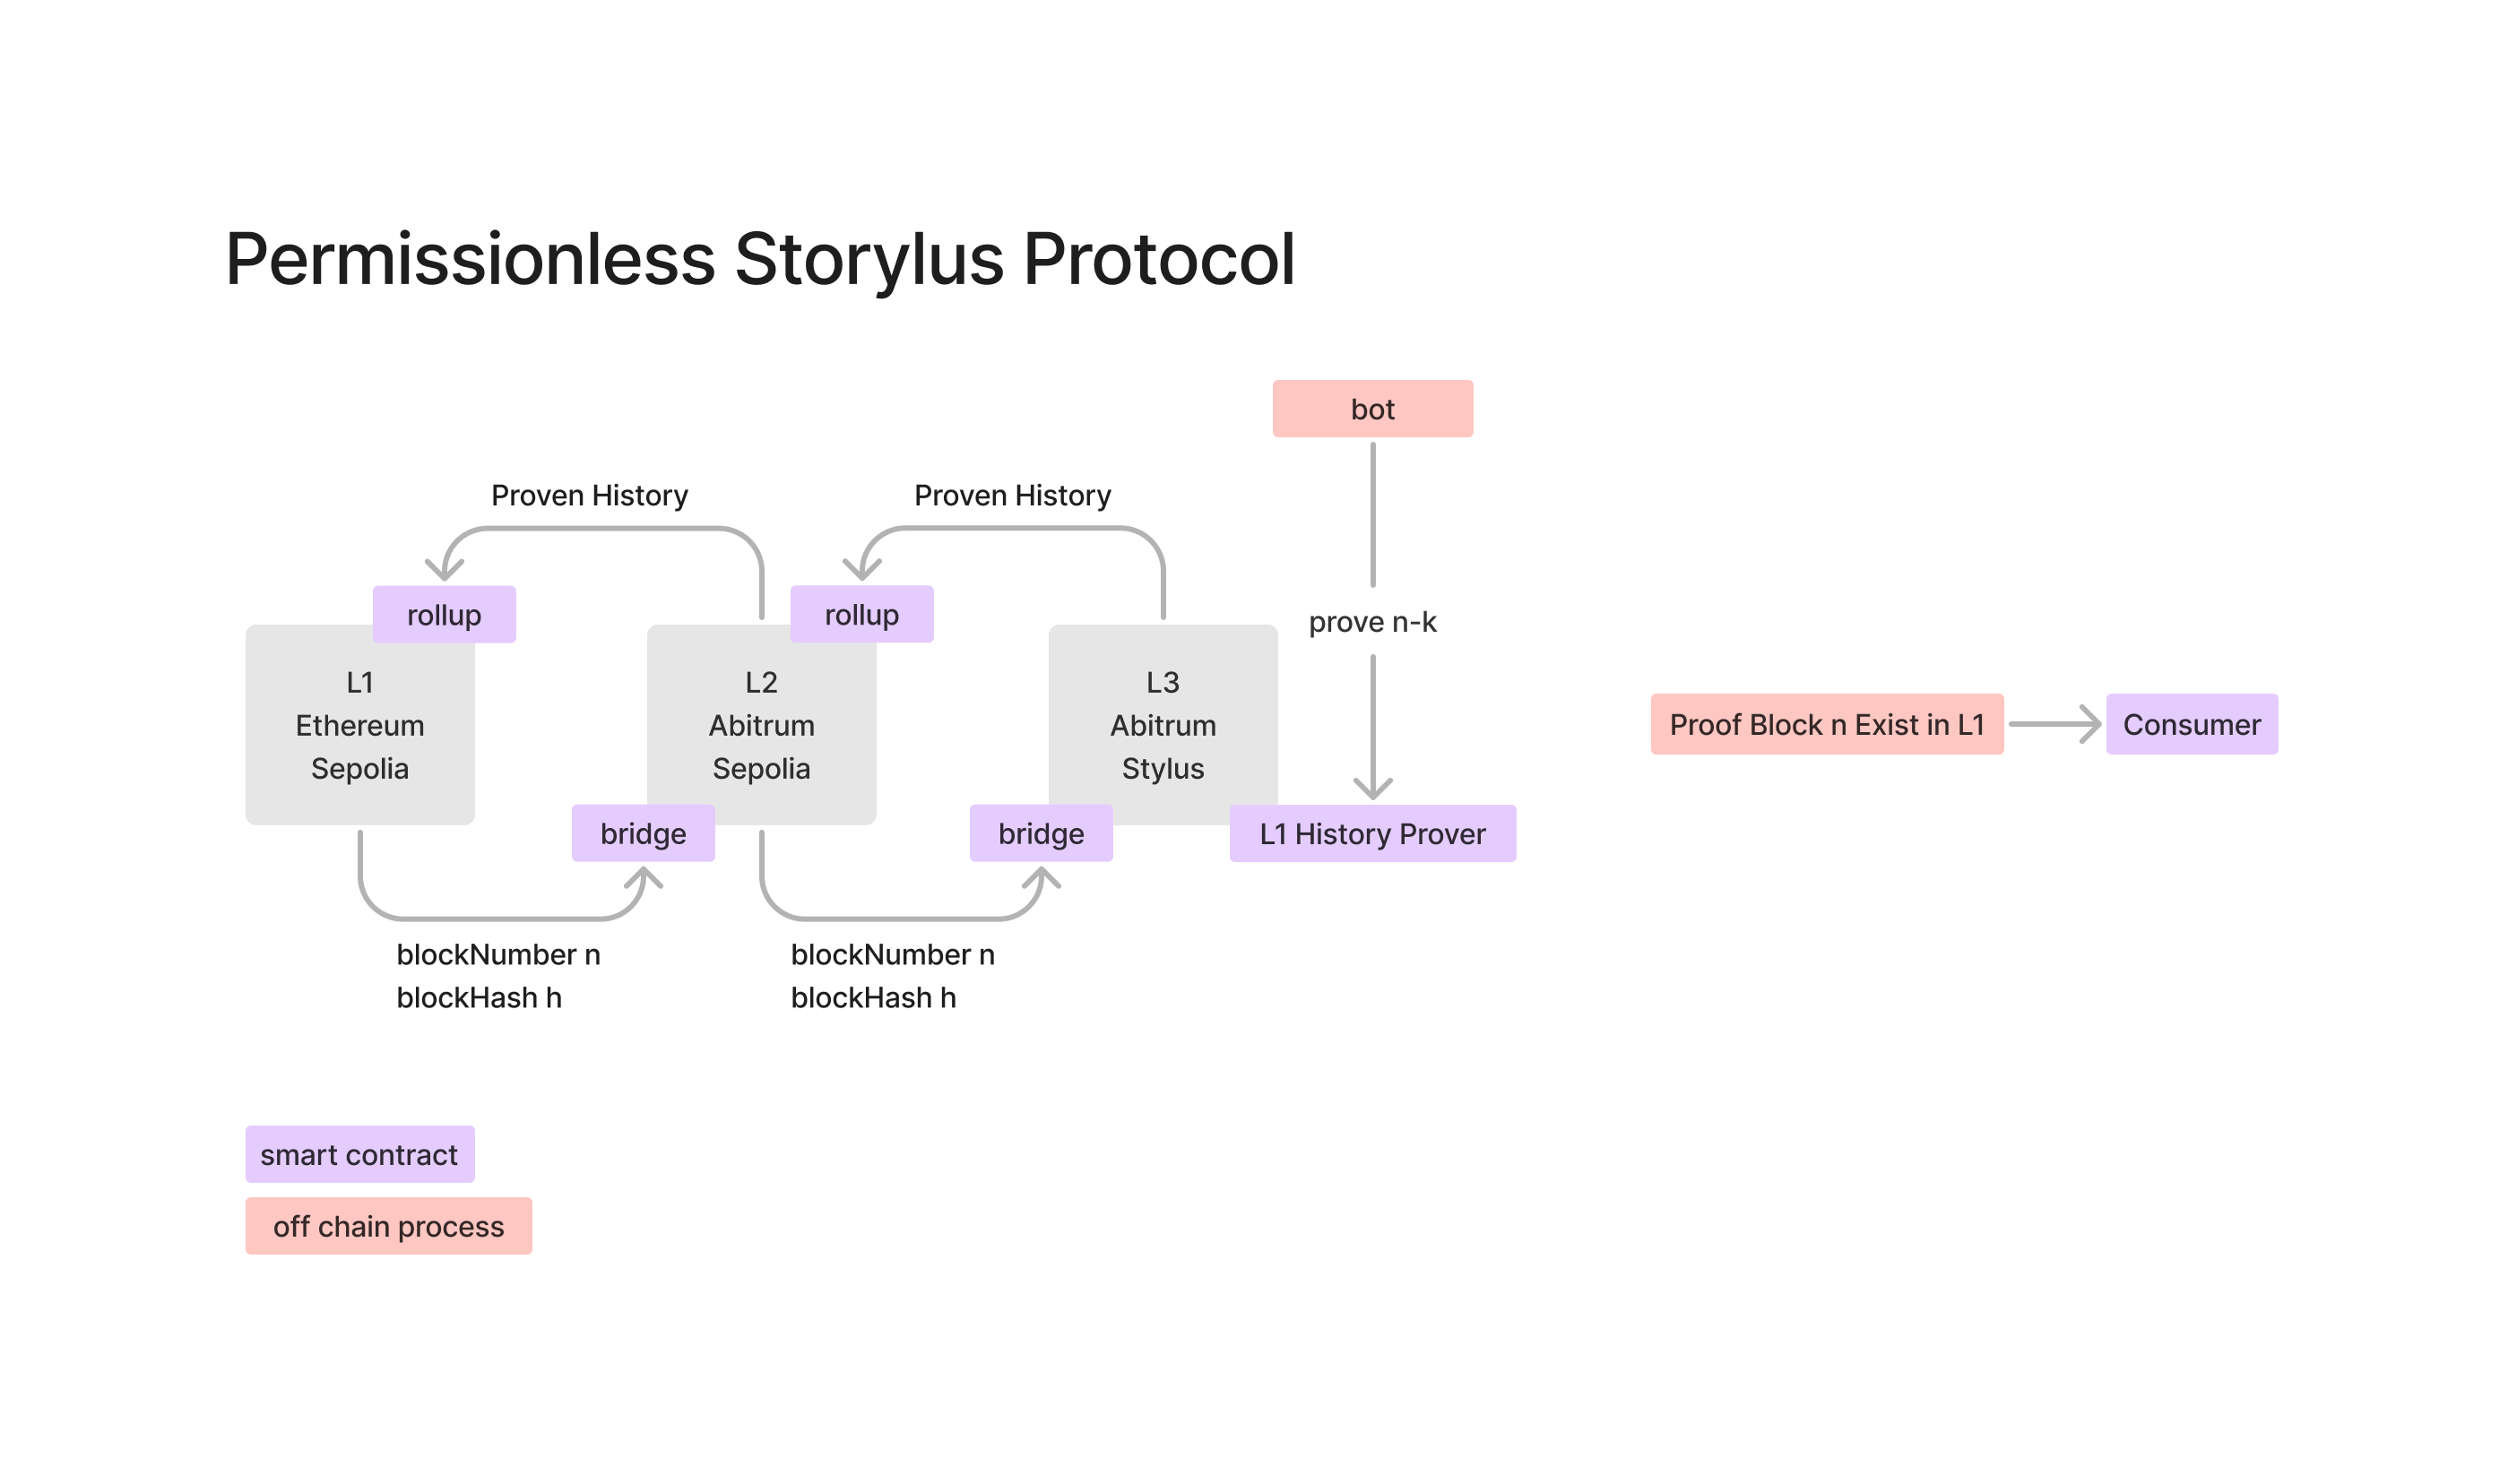 Permissionless Storylus Protocol
bot
Proven History
Proven History
rollup
rollup
prove n-k
L1
Ethereum
Sepolia
L2
Abitrum
Sepolia
L3
Abitrum
Stylus
Proof Block n Exist in L1
Consumer
bridge
bridge
L1 History Prover
blockNumber n
blockHash h
blockNumber n
blockHash h
smart contract
off chain process